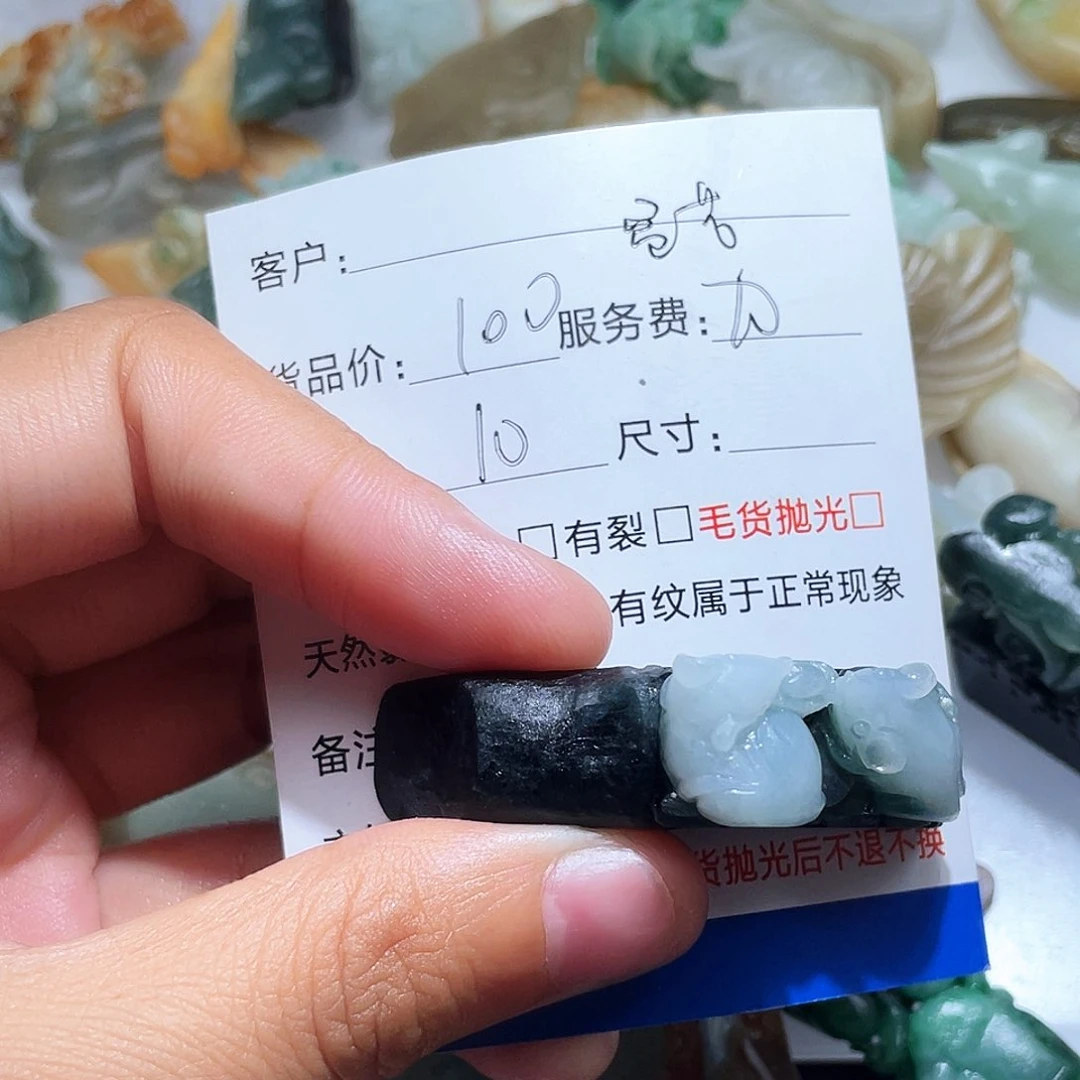 客户：
货品价：100 服务费：
10 尺寸：
□有裂□毛货抛光□
有纹属于正常现象
天然裂
备注
货抛光后不退不换